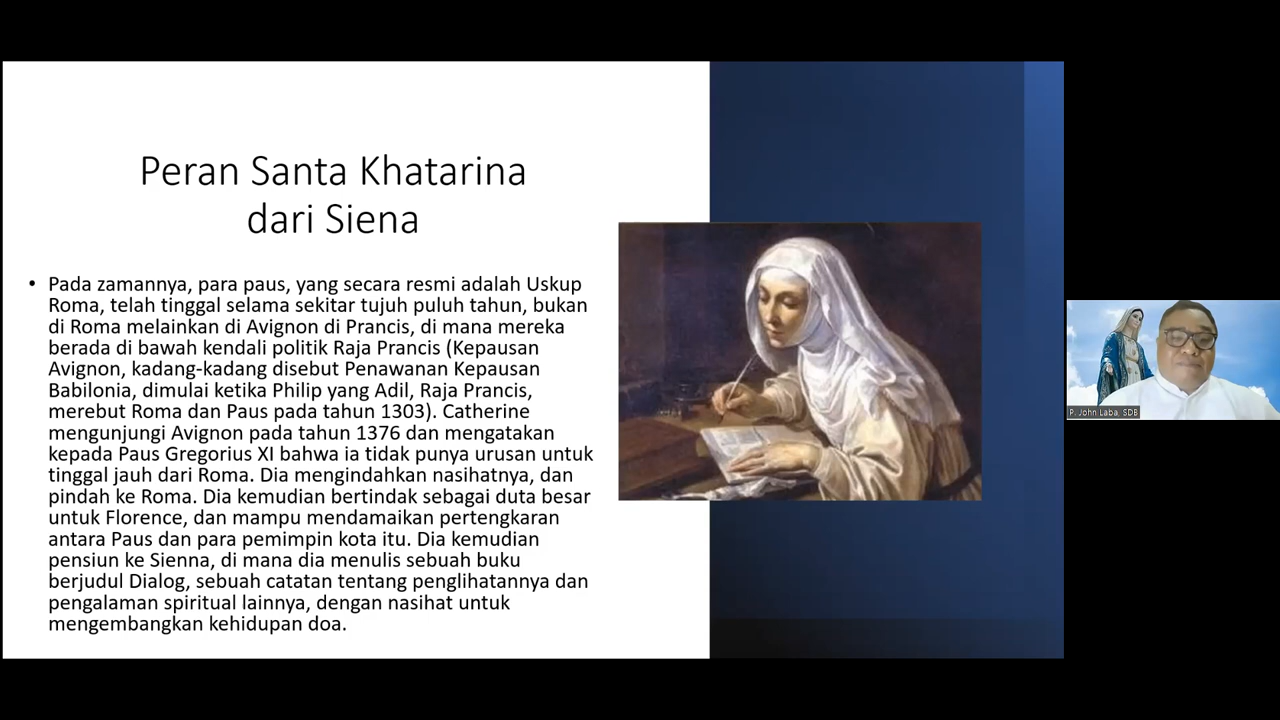 Peran Santa Khatarina
dari Siena
• Pada zamannya, para paus, yang secara resmi adalah Uskup
Roma, telah tinggal selama sekitar tujuh puluh tahun, bukan
di Roma melainkan di Avignon di Prancis, di mana mereka
berada di bawah kendali politik Raja Prancis (Kepausan
Avignon, kadang-kadang disebut Penawanan Kepausan
Babilonia, dimulai ketika Philip yang Adil, Raja Prancis,
merebut Roma dan Paus pada tahun 1303). Catherine
mengunjungi Avignon pada tahun 1376 dan mengatakan
kepada Paus Gregorius XI bahwa ia tidak punya urusan untuk
tinggal jauh dari Roma. Dia mengindahkan nasihatnya, dan
pindah ke Roma. Dia kemudian bertindak sebagai duta besar
untuk Florence, dan mampu mendamaikan pertengkaran
antara Paus dan para pemimpin kota itu. Dia kemudian
pensiun ke Sienna, di mana dia menulis sebuah buku
berjudul Dialog, sebuah catatan tentang penglihatannya dan
pengalaman spiritual lainnya, dengan nasihat untuk
mengembangkan kehidupan doa.
P. John Laba, SDB